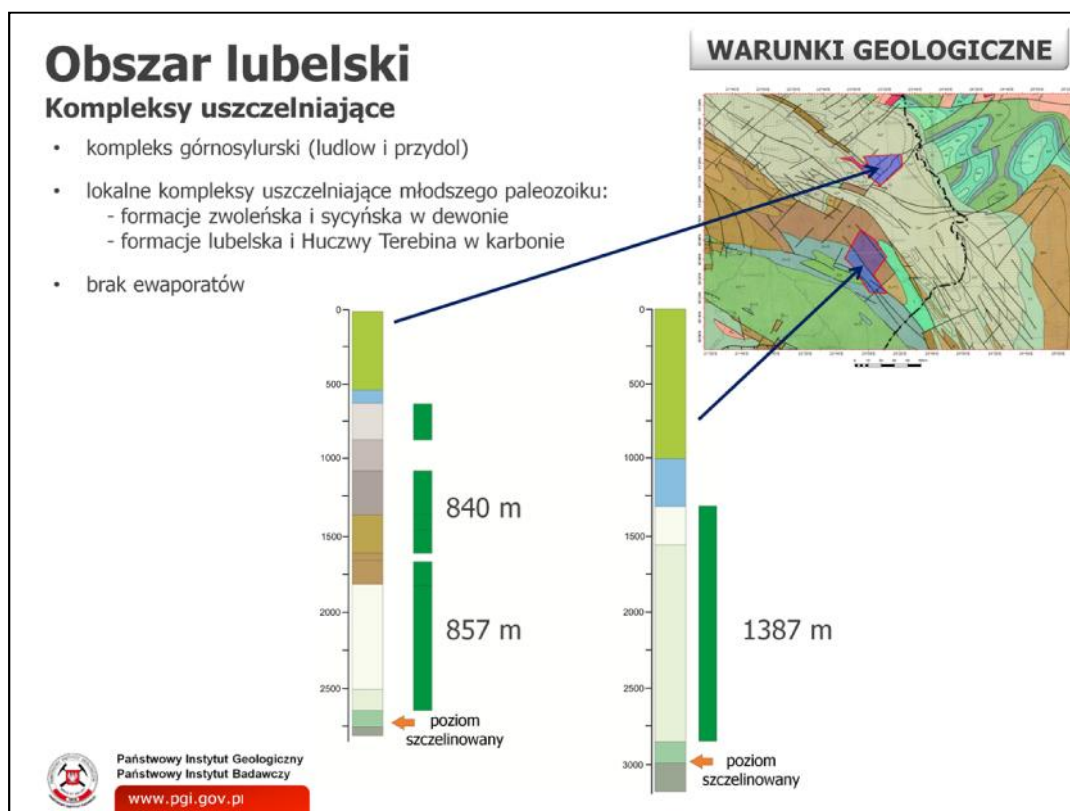 Obszar lubelski
WARUNKI GEOLOGICZNE
Kompleksy uszczelniające
• kompleks górnosylurski (ludlow i przydol)
• lokalne kompleksy uszczelniające młodszego paleozoiku:
- formacje zwoleńska i sycyńska w dewonie
- formacje lubelska i Huczwy Terebina w karbonie
• brak ewaporatów
0
500
1000
1500
2000
2500
840 m
857 m
poziom
szczelinowany
0
500
1000
1500
2000
2500
3000
1387 m
poziom
szczelinowany
Państwowy Instytut Geologiczny
Państwowy Instytut Badawczy
www.pgi.gov.pl